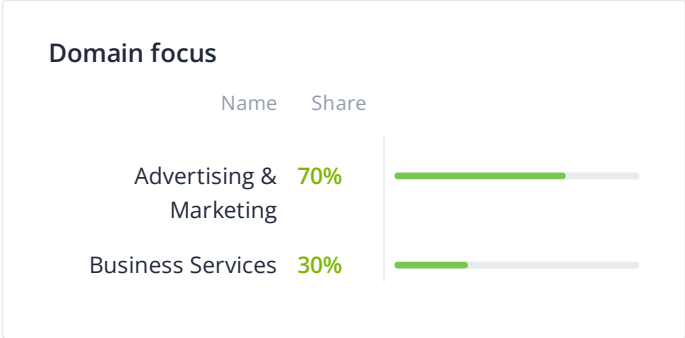 Domain focus
Name Share
Advertising & 70%
Marketing
Business Services 30%